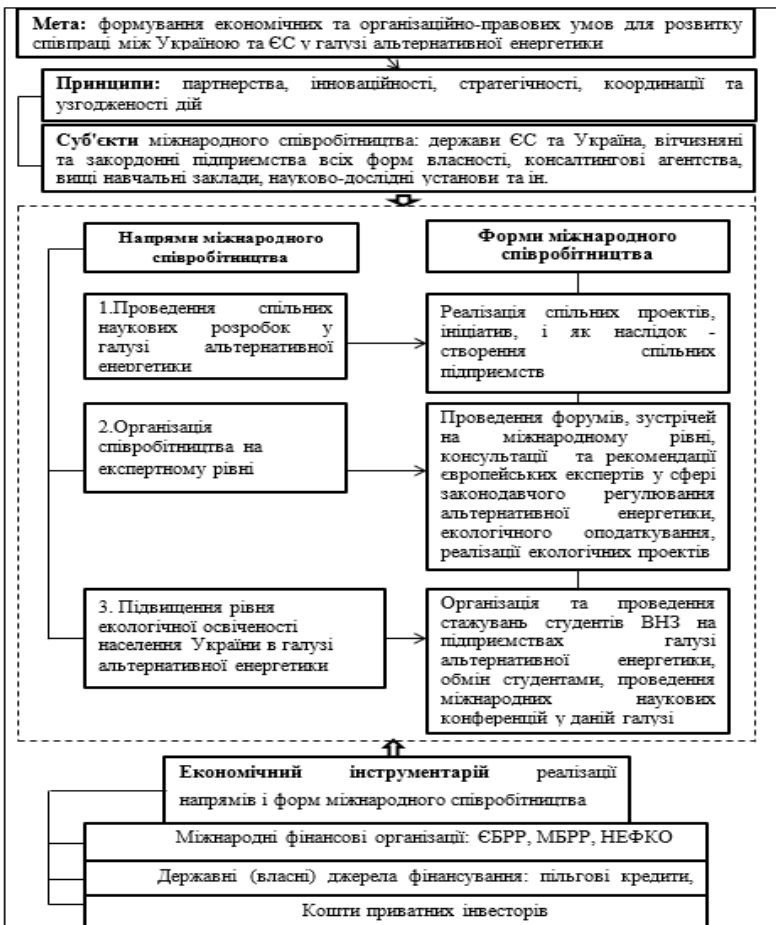 Мета: формування економічних та організаційно-правових умов для розвитку
співпраці між Україною та ЄС у галузі альтернативної енергетики
Принципи: партнерства, інноваційності, стратегічності, координації та
узгодженості дій
Суб'єкти міжнародного співробітництва: держави ЄС та Україна, вітчизняні
та закордонні підприємства всіх форм власності, консалтингові агентства,
вищі навчальні заклади, науково-дослідні установи та ін.
Напрями міжнародного
співробітництва
Форми міжнародного
співробітництва
1.Проведення спільних
наукових розробок у
галузі альтернативної
енергетики
Реалізація спільних проектів,
ініціатив, і як наслідок -
створення спільних
підприємств
2.Організація
співробітництва на
експертному рівні
Проведення форумів, зустрічей
на міжнародному рівні,
консультації та рекомендації
європейських експертів у сфері
законодавчого регулювання
альтернативної енергетики,
екологічного оподаткування,
реалізації екологічних проектів
3. Підвищення рівня
екологічної освіченості
населення України в галузі
альтернативної енергетики
Організація та проведення
стажувань студентів ВНЗ на
підприємствах галузі
альтернативної енергетики,
обмін студентами, проведення
міжнародних наукових
конференцій у даній галузі
Економічний інструментарій реалізації
напрямів і форм міжнародного співробітництва
Міжнародні фінансові організації: ЄБРР, МБРР, НЕФКО
Державні (власні) джерела фінансування: пільгові кредити,
Кошти приватних інвесторів